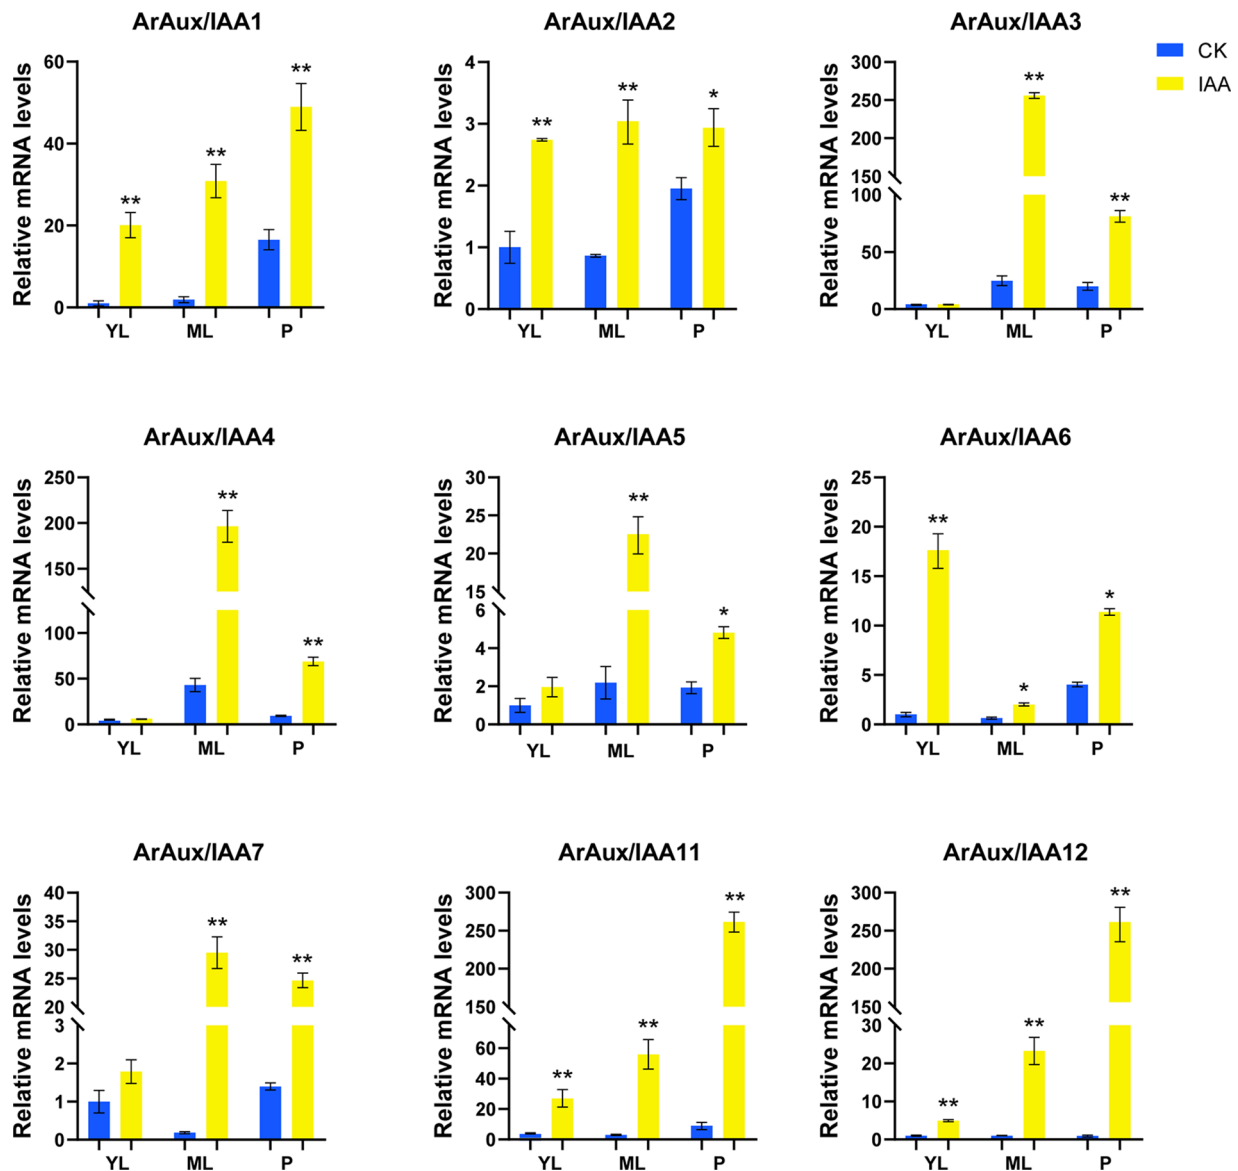 ArAux/IAA1
ArAux/IAA2
ArAux/IAA3
CK
IAA
Relative mRNA levels
60
40
20
0
**
**
**
YL
ML
P
Relative mRNA levels
4
3
2
1
0
**
**
*
YL
ML
P
Relative mRNA levels
300
250
200
150
100
50
0
**
**
YL
ML
P
ArAux/IAA4
ArAux/IAA5
ArAux/IAA6
Relative mRNA levels
250
200
150
100
50
0
**
**
YL
ML
P
Relative mRNA levels
30
25
20
15
6
4
2
0
**
*
YL
ML
P
Relative mRNA levels
25
20
15
10
5
0
**
*
*
YL
ML
P
ArAux/IAA7
ArAux/IAA11
ArAux/IAA12
Relative mRNA levels
40
35
30
25
20
3
2
1
0
**
**
YL
ML
P
Relative mRNA levels
300
250
200
150
60
40
20
0
**
**
**
YL
ML
P
Relative mRNA levels
300
250
200
150
30
20
10
0
**
**
**
YL
ML
P